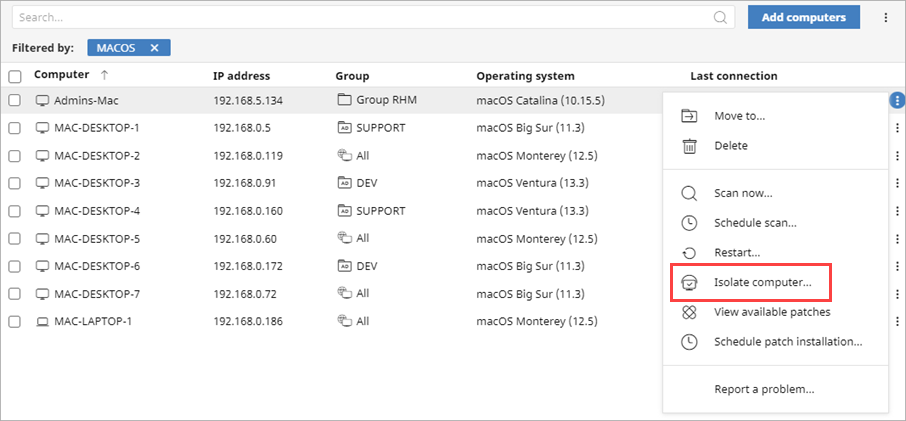 Search...
Add computers
Filtered by: MACOS ✕
Computer ↑ IP address Group Operating system Last connection
Admins-Mac 192.168.5.134 Group RHM macOS Catalina (10.15.5)
MAC-DESKTOP-1 192.168.0.5 AD SUPPORT macOS Big Sur (11.3)
MAC-DESKTOP-2 192.168.0.119 All macOS Monterey (12.5)
MAC-DESKTOP-3 192.168.0.91 AD DEV macOS Ventura (13.3)
MAC-DESKTOP-4 192.168.0.160 AD SUPPORT macOS Ventura (13.3)
MAC-DESKTOP-5 192.168.0.60 All macOS Monterey (12.5)
MAC-DESKTOP-6 192.168.0.172 AD DEV macOS Big Sur (11.3)
MAC-DESKTOP-7 192.168.0.72 All macOS Big Sur (11.3)
MAC-LAPTOP-1 192.168.0.186 All macOS Monterey (12.5)
Move to...
Delete
Scan now...
Schedule scan...
Restart...
Isolate computer...
View available patches
Schedule patch installation...
Report a problem...